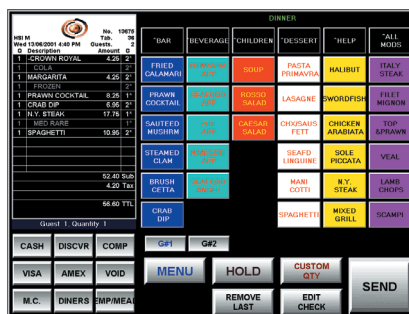 DINNER
No. 13675
HSI M Tab. 36
Wed 13/06/2001 4:40 PM Guests. 2
Q Description Amount G
1 -CROWN ROYAL 4.25 2"
COLA 2"
1 MARGARITA 4.25 2"
FROZEN 2"
1 PRAWN COCKTAIL 8.25 1"
1 CRAB DIP 6.95 2"
1 N.Y. STEAK 17.75 1"
MED RARE 1"
1 SPAGHETTI 10.95 2"
52.40 Sub
4.20 Tax
56.60 TTL
Guest 1, Quantity 1
"BAR BEVERAGE "CHILDREN "DESSERT "HELP "ALL MODS
FRIED CALAMARI SOUP PASTA PRIMAVRA HALIBUT ITALY STEAK
PRAWN COCKTAIL ROSSO SALAD LASAGNE SWORDFISH FILET MIGNON
SAUTEED MUSHRM CAESAR SALAD FETT CHICKEN ARABIATA TOP &PRAWN
STEAMED CLAM SEAFD LINGUINE SOLE PICCATA VEAL
BRUSH CETTA MANI COTTI N.Y. STEAK LAMB CHOPS
CRAB DIP SPAGHETTI MIXED GRILL SCAMPI
CASH DISCVR COMP G#1 G#2
VISA AMEX VOID MENU HOLD CUSTOM QTY SEND
M.C. DINERS EMP/MEAL REMOVE LAST EDIT CHECK